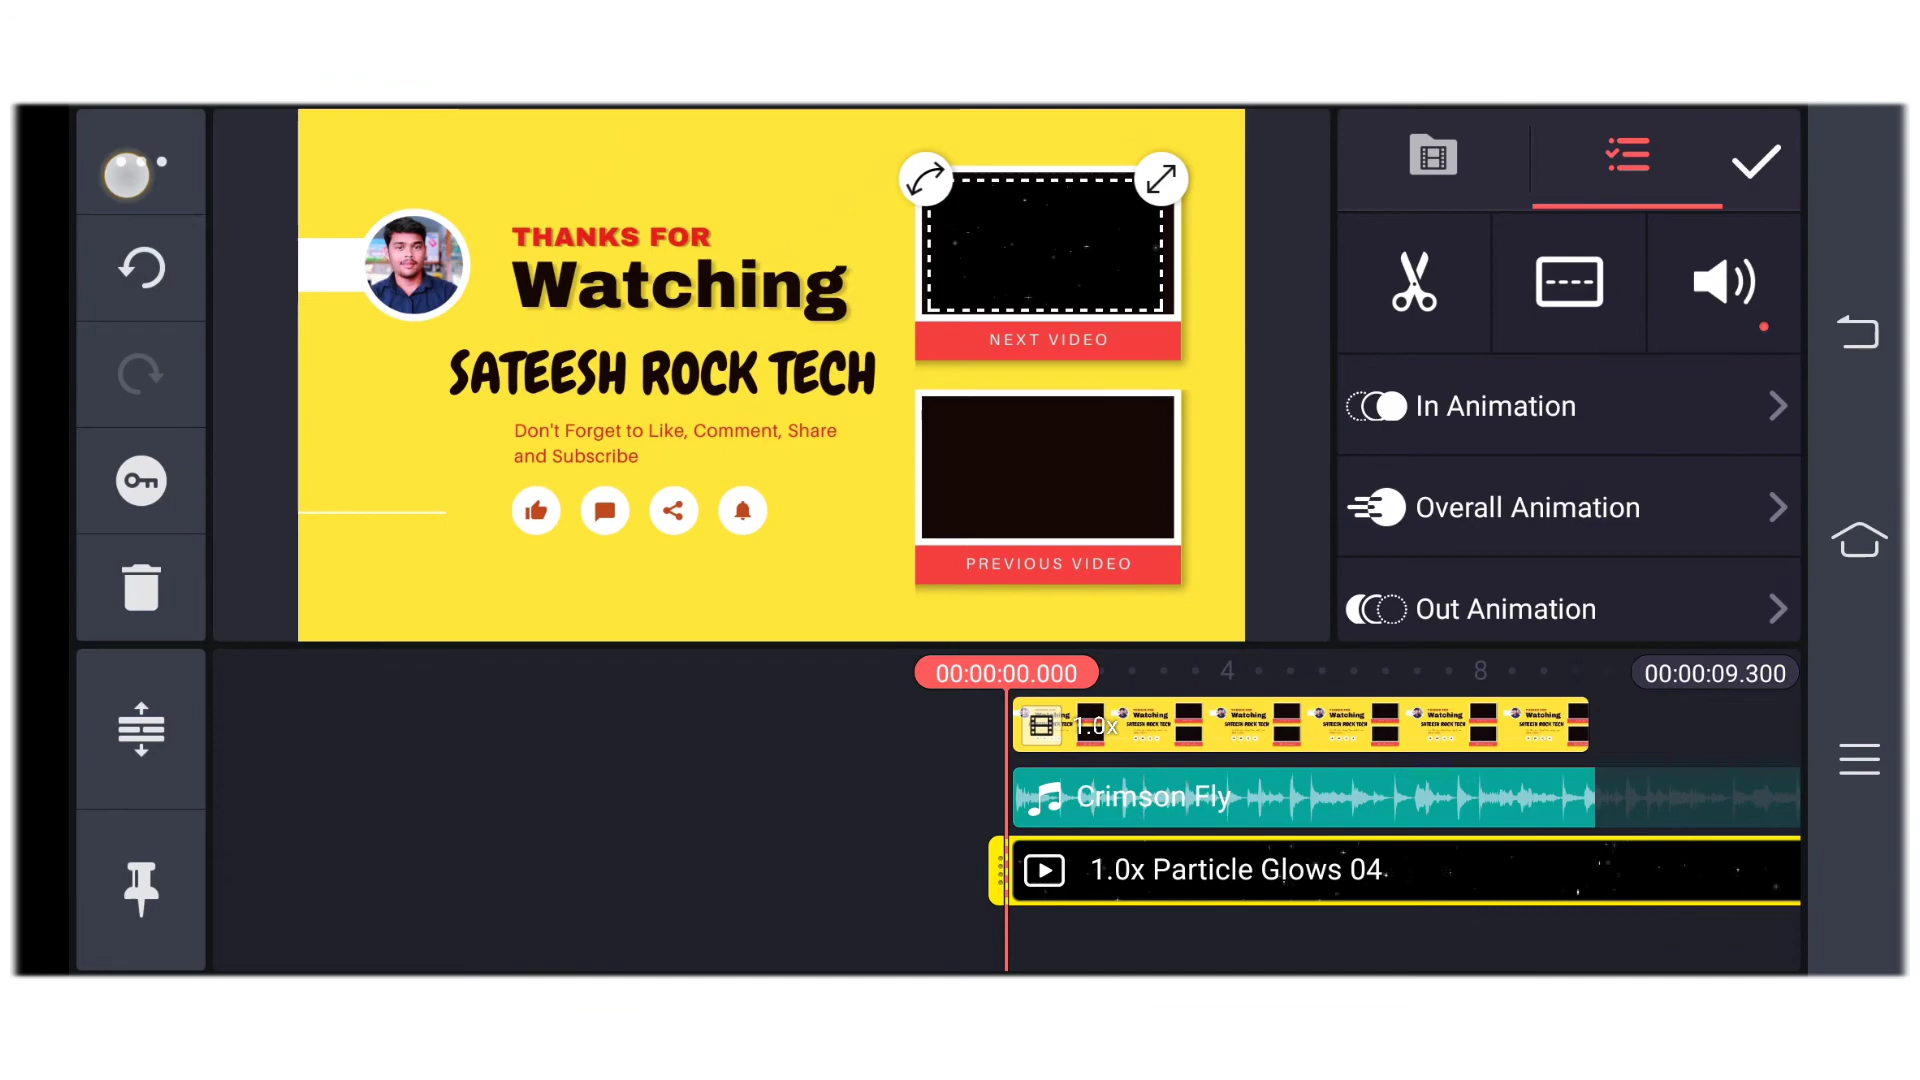 THANKS FOR
Watching
SATEESH ROCK TECH
Don't Forget to Like, Comment, Share
and Subscribe
NEXT VIDEO
PREVIOUS VIDEO
In Animation
Overall Animation
Out Animation
00:00:00.000
4
8
00:00:09.300
1.0x
Crimson Fly
1.0x Particle Glows 04